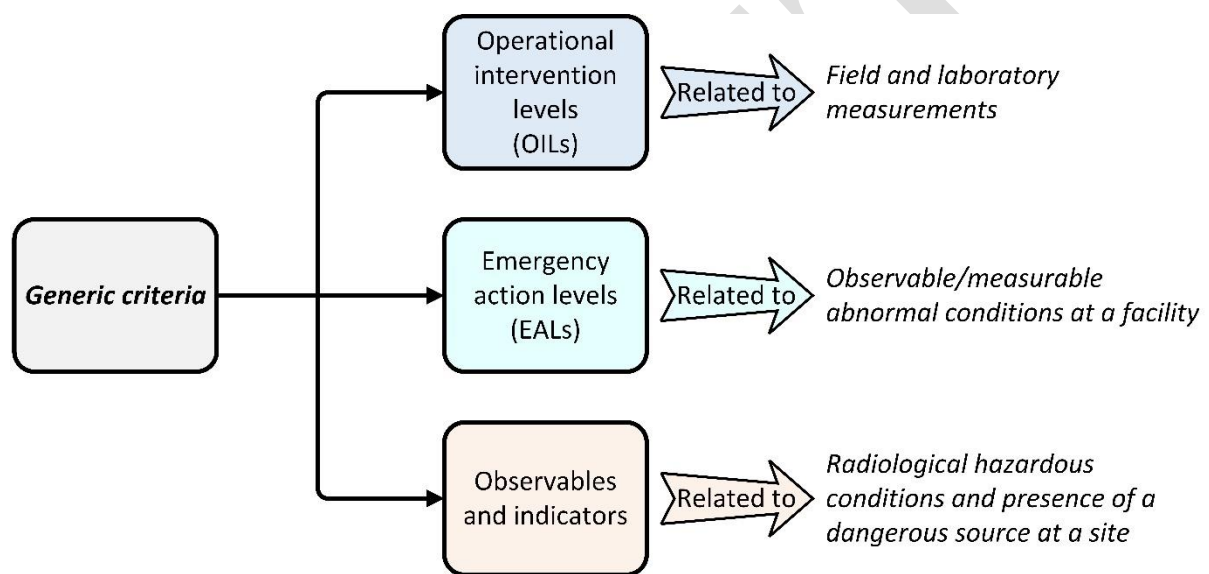 Generic criteria
Operational
intervention
levels
(OILs)
Related to
Field and laboratory
measurements
Emergency
action levels
(EALs)
Related to
Observable/measurable
abnormal conditions at a facility
Observables
and indicators
Related to
Radiological hazardous
conditions and presence of a
dangerous source at a site